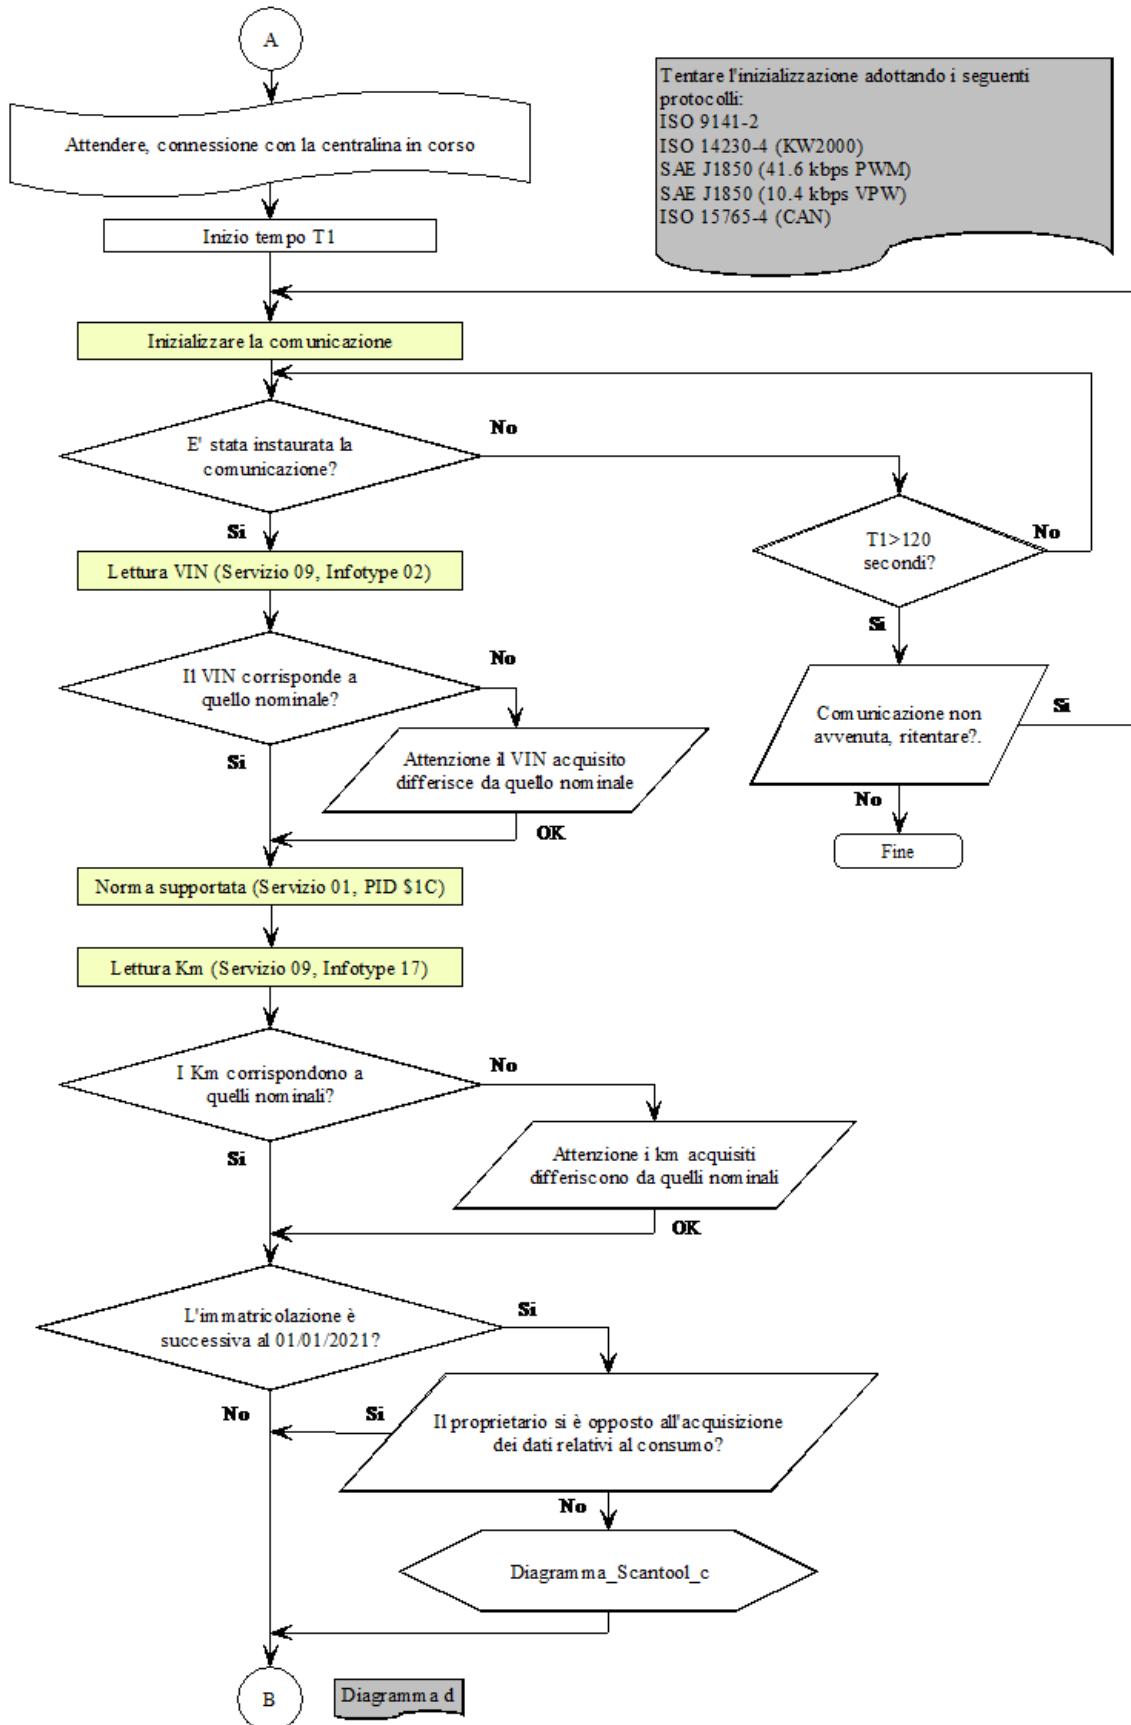 A
Tentare l'inizializzazione adottando i seguenti
protocolli:
ISO 9141-2
ISO 14230-4 (KW2000)
SAE J1850 (41.6 kbps PWM)
SAE J1850 (10.4 kbps VPW)
ISO 15765-4 (CAN)
Attendere, connessione con la centralina in corso
Inizio tempo T1
Inizializzare la comunicazione
E' stata instaurata la
comunicazione?
No
Si
T1>120
secondi?
No
Si
Lettura VIN (Servizio 09, Infotype 02)
Il VIN corrisponde a
quello nominale?
No
Si
Attenzione il VIN acquisito
differisce da quello nominale
OK
Comunicazione non
avvenuta, ritentare?.
Si
No
Fine
Norma supportata (Servizio 01, PID $1C)
Lettura Km (Servizio 09, Infotype 17)
I Km corrispondono a
quelli nominali?
No
Si
Attenzione i km acquisiti
differiscono da quelli nominali
OK
L'immatricolazione è
successiva al 01/01/2021?
Si
No
Il proprietario si è opposto all'acquisizione
dei dati relativi al consumo?
Si
No
Diagramma_Scantool_c
B
Diagramma d